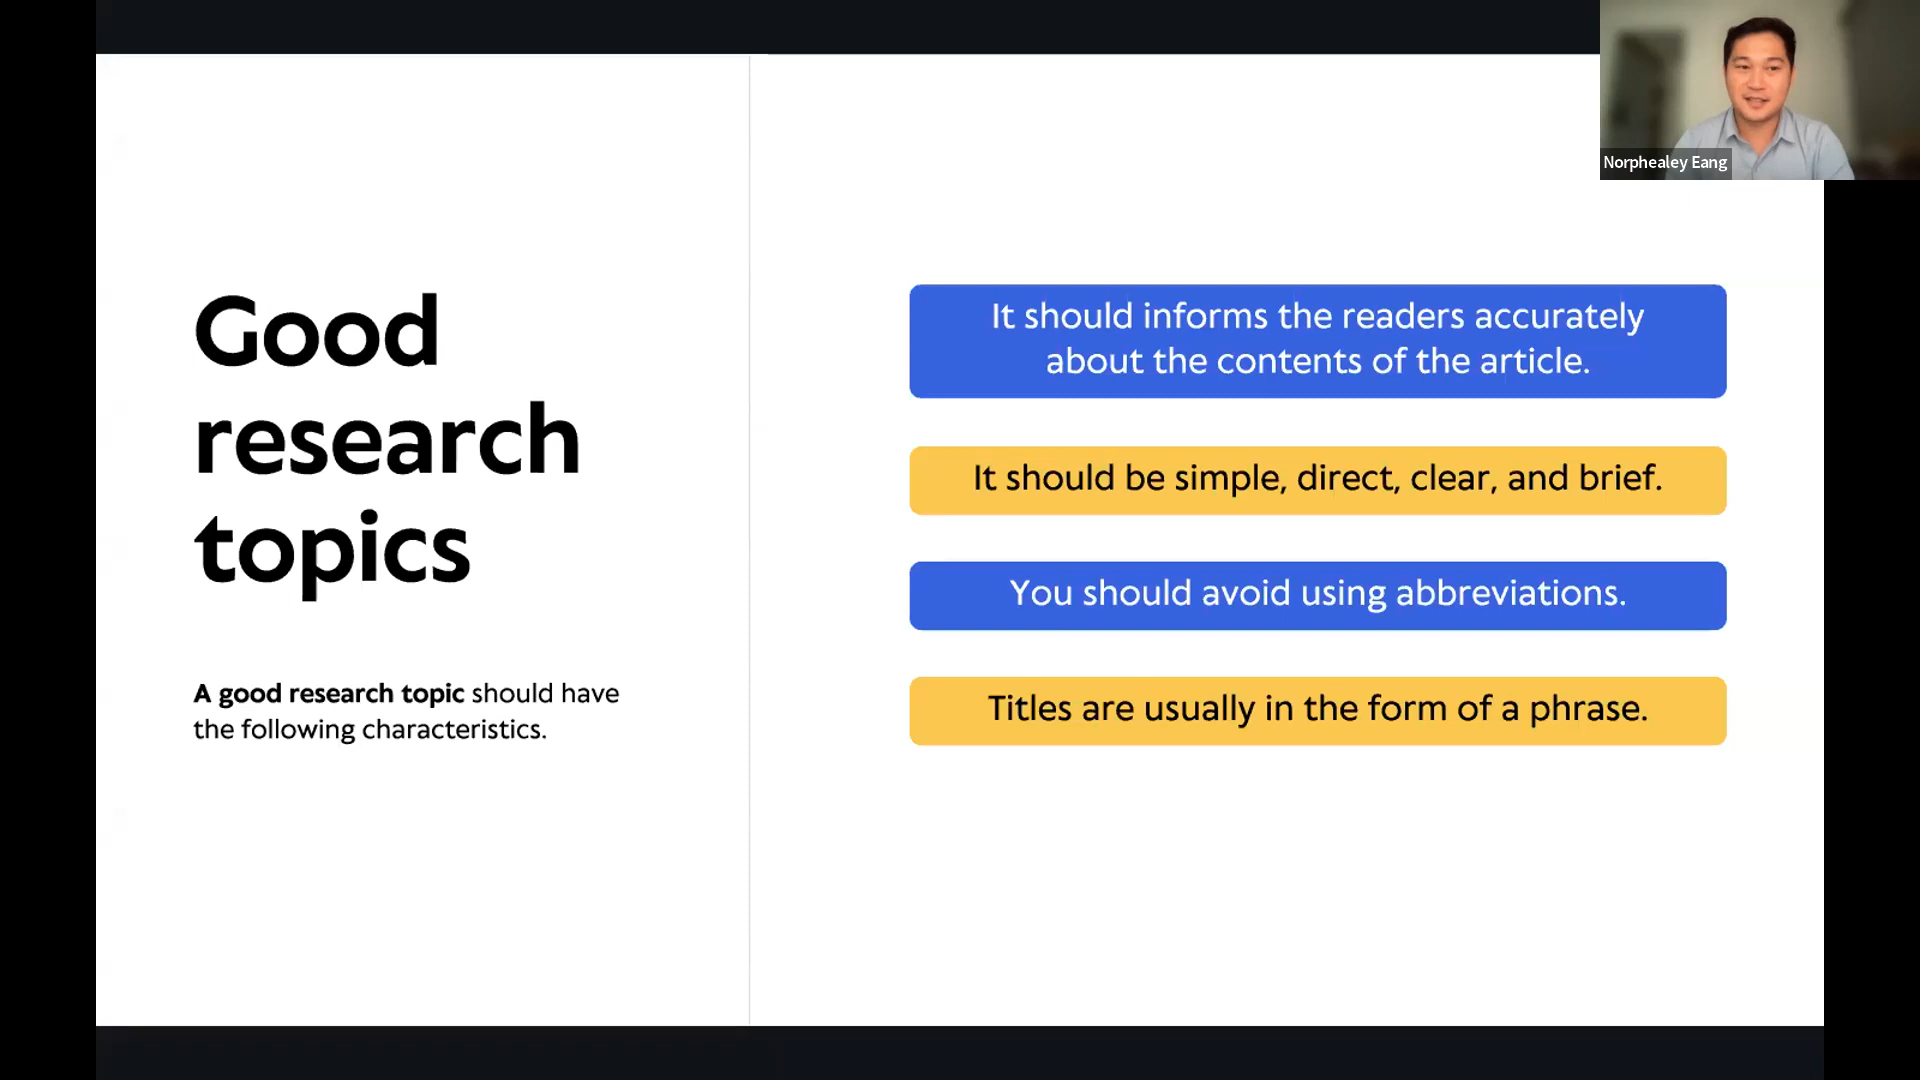 Good
research
topics
A good research topic should have
the following characteristics.
It should informs the readers accurately
about the contents of the article.
It should be simple, direct, clear, and brief.
You should avoid using abbreviations.
Titles are usually in the form of a phrase.
Norphealey Eang